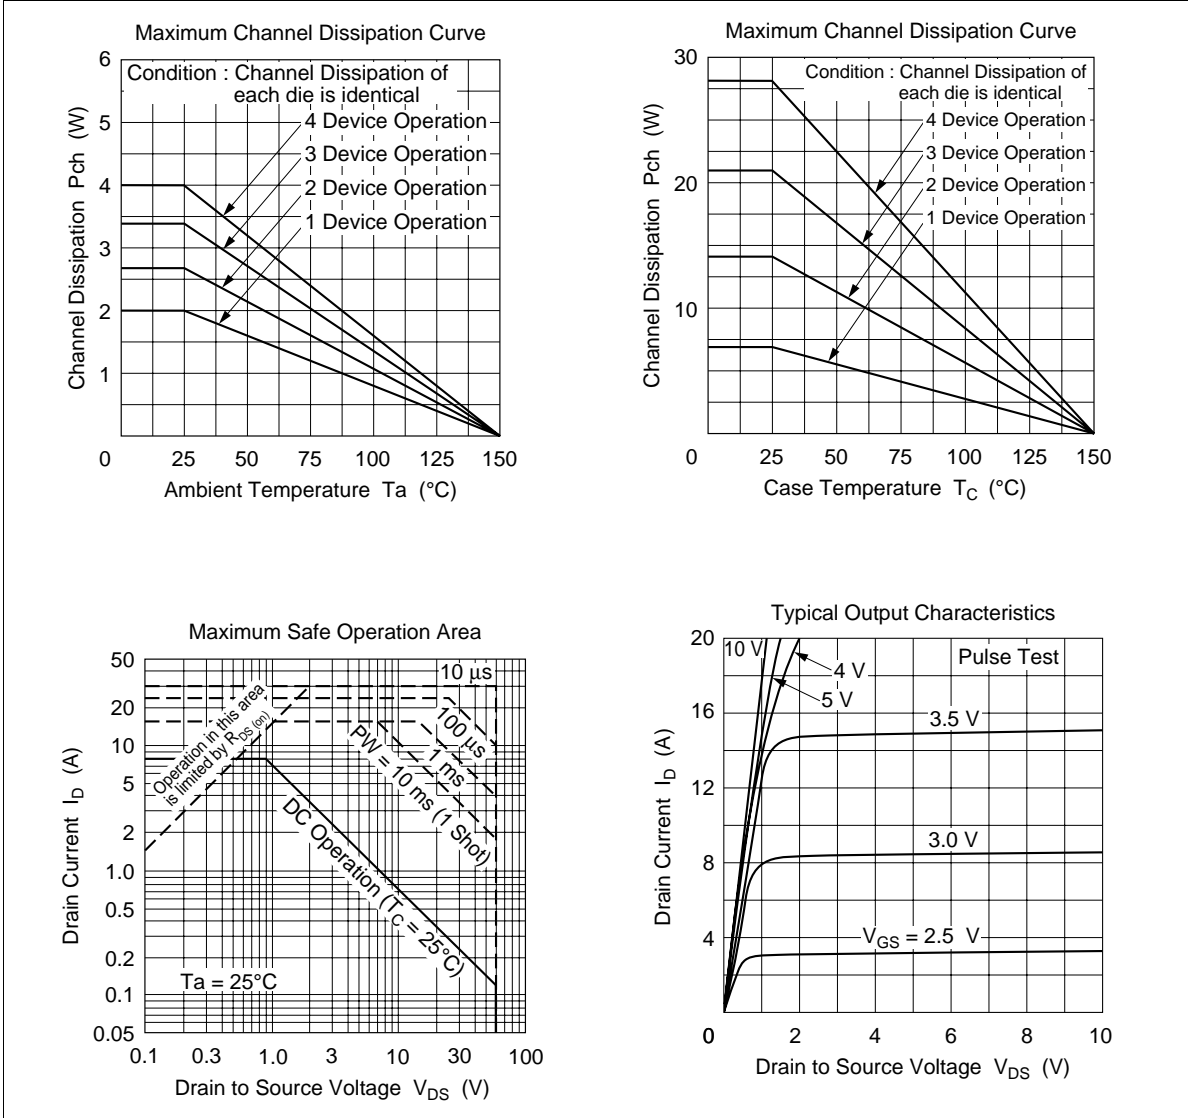 Maximum Channel Dissipation Curve
6
5
4
3
2
1
Channel Dissipation Pch (W)
Condition : Channel Dissipation of
each die is identical
4 Device Operation
3 Device Operation
2 Device Operation
1 Device Operation
0 25 50 75 100 125 150
Ambient Temperature Ta (°C)
Maximum Channel Dissipation Curve
30
20
10
Channel Dissipation Pch (W)
Condition : Channel Dissipation of
each die is identical
4 Device Operation
3 Device Operation
2 Device Operation
1 Device Operation
0 25 50 75 100 125 150
Case Temperature TC (°C)
Maximum Safe Operation Area
50
20
10
5
2
1.0
0.5
0.2
0.1
0.05
Drain Current ID (A)
Operation in this area
is limited by RDS (on)
10 µs
100 µs
1 ms
PW = 10 ms (1 Shot)
DC Operation (TC = 25°C)
Ta = 25°C
0.1 0.3 1.0 3 10 30 100
Drain to Source Voltage VDS (V)
Typical Output Characteristics
20
16
12
8
4
Drain Current ID (A)
10 V
Pulse Test
4 V
5 V
3.5 V
3.0 V
VGS = 2.5 V
0 2 4 6 8 10
Drain to Source Voltage VDS (V)